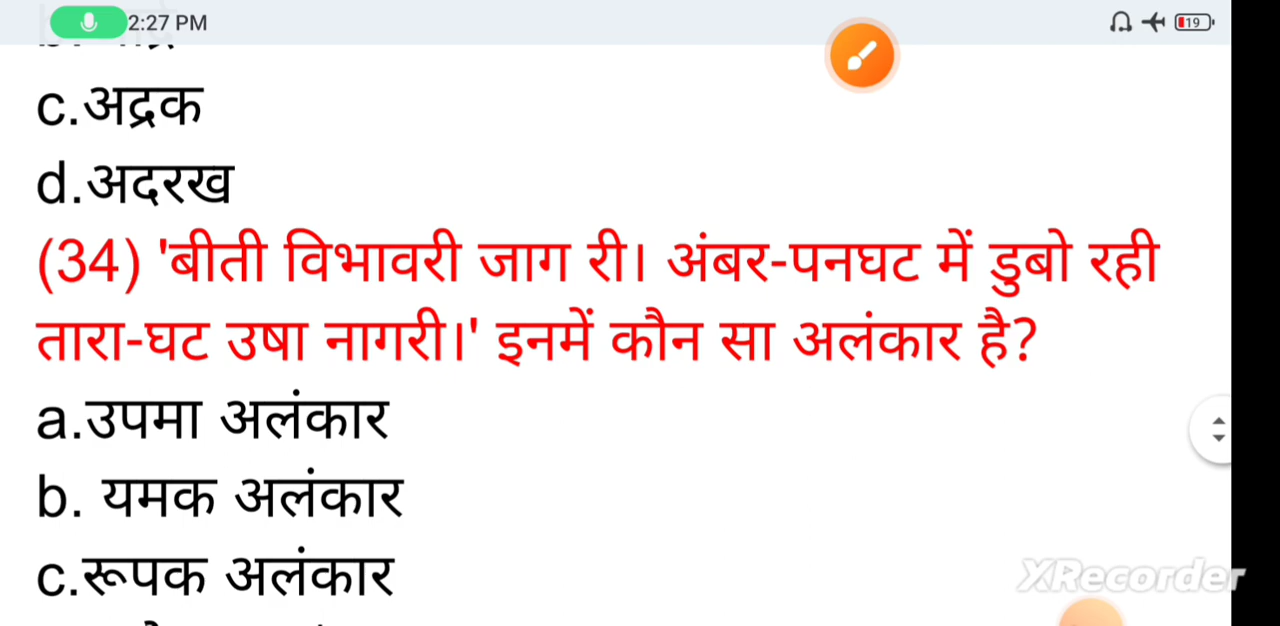 2:27 PM
19
c.अद्रक
d.अदरख
(34) 'बीती विभावरी जाग री। अंबर-पनघट में डुबो रही
तारा-घट उषा नागरी।' इनमें कौन सा अलंकार है?
a.उपमा अलंकार
b. यमक अलंकार
c.रूपक अलंकार
XRecorder